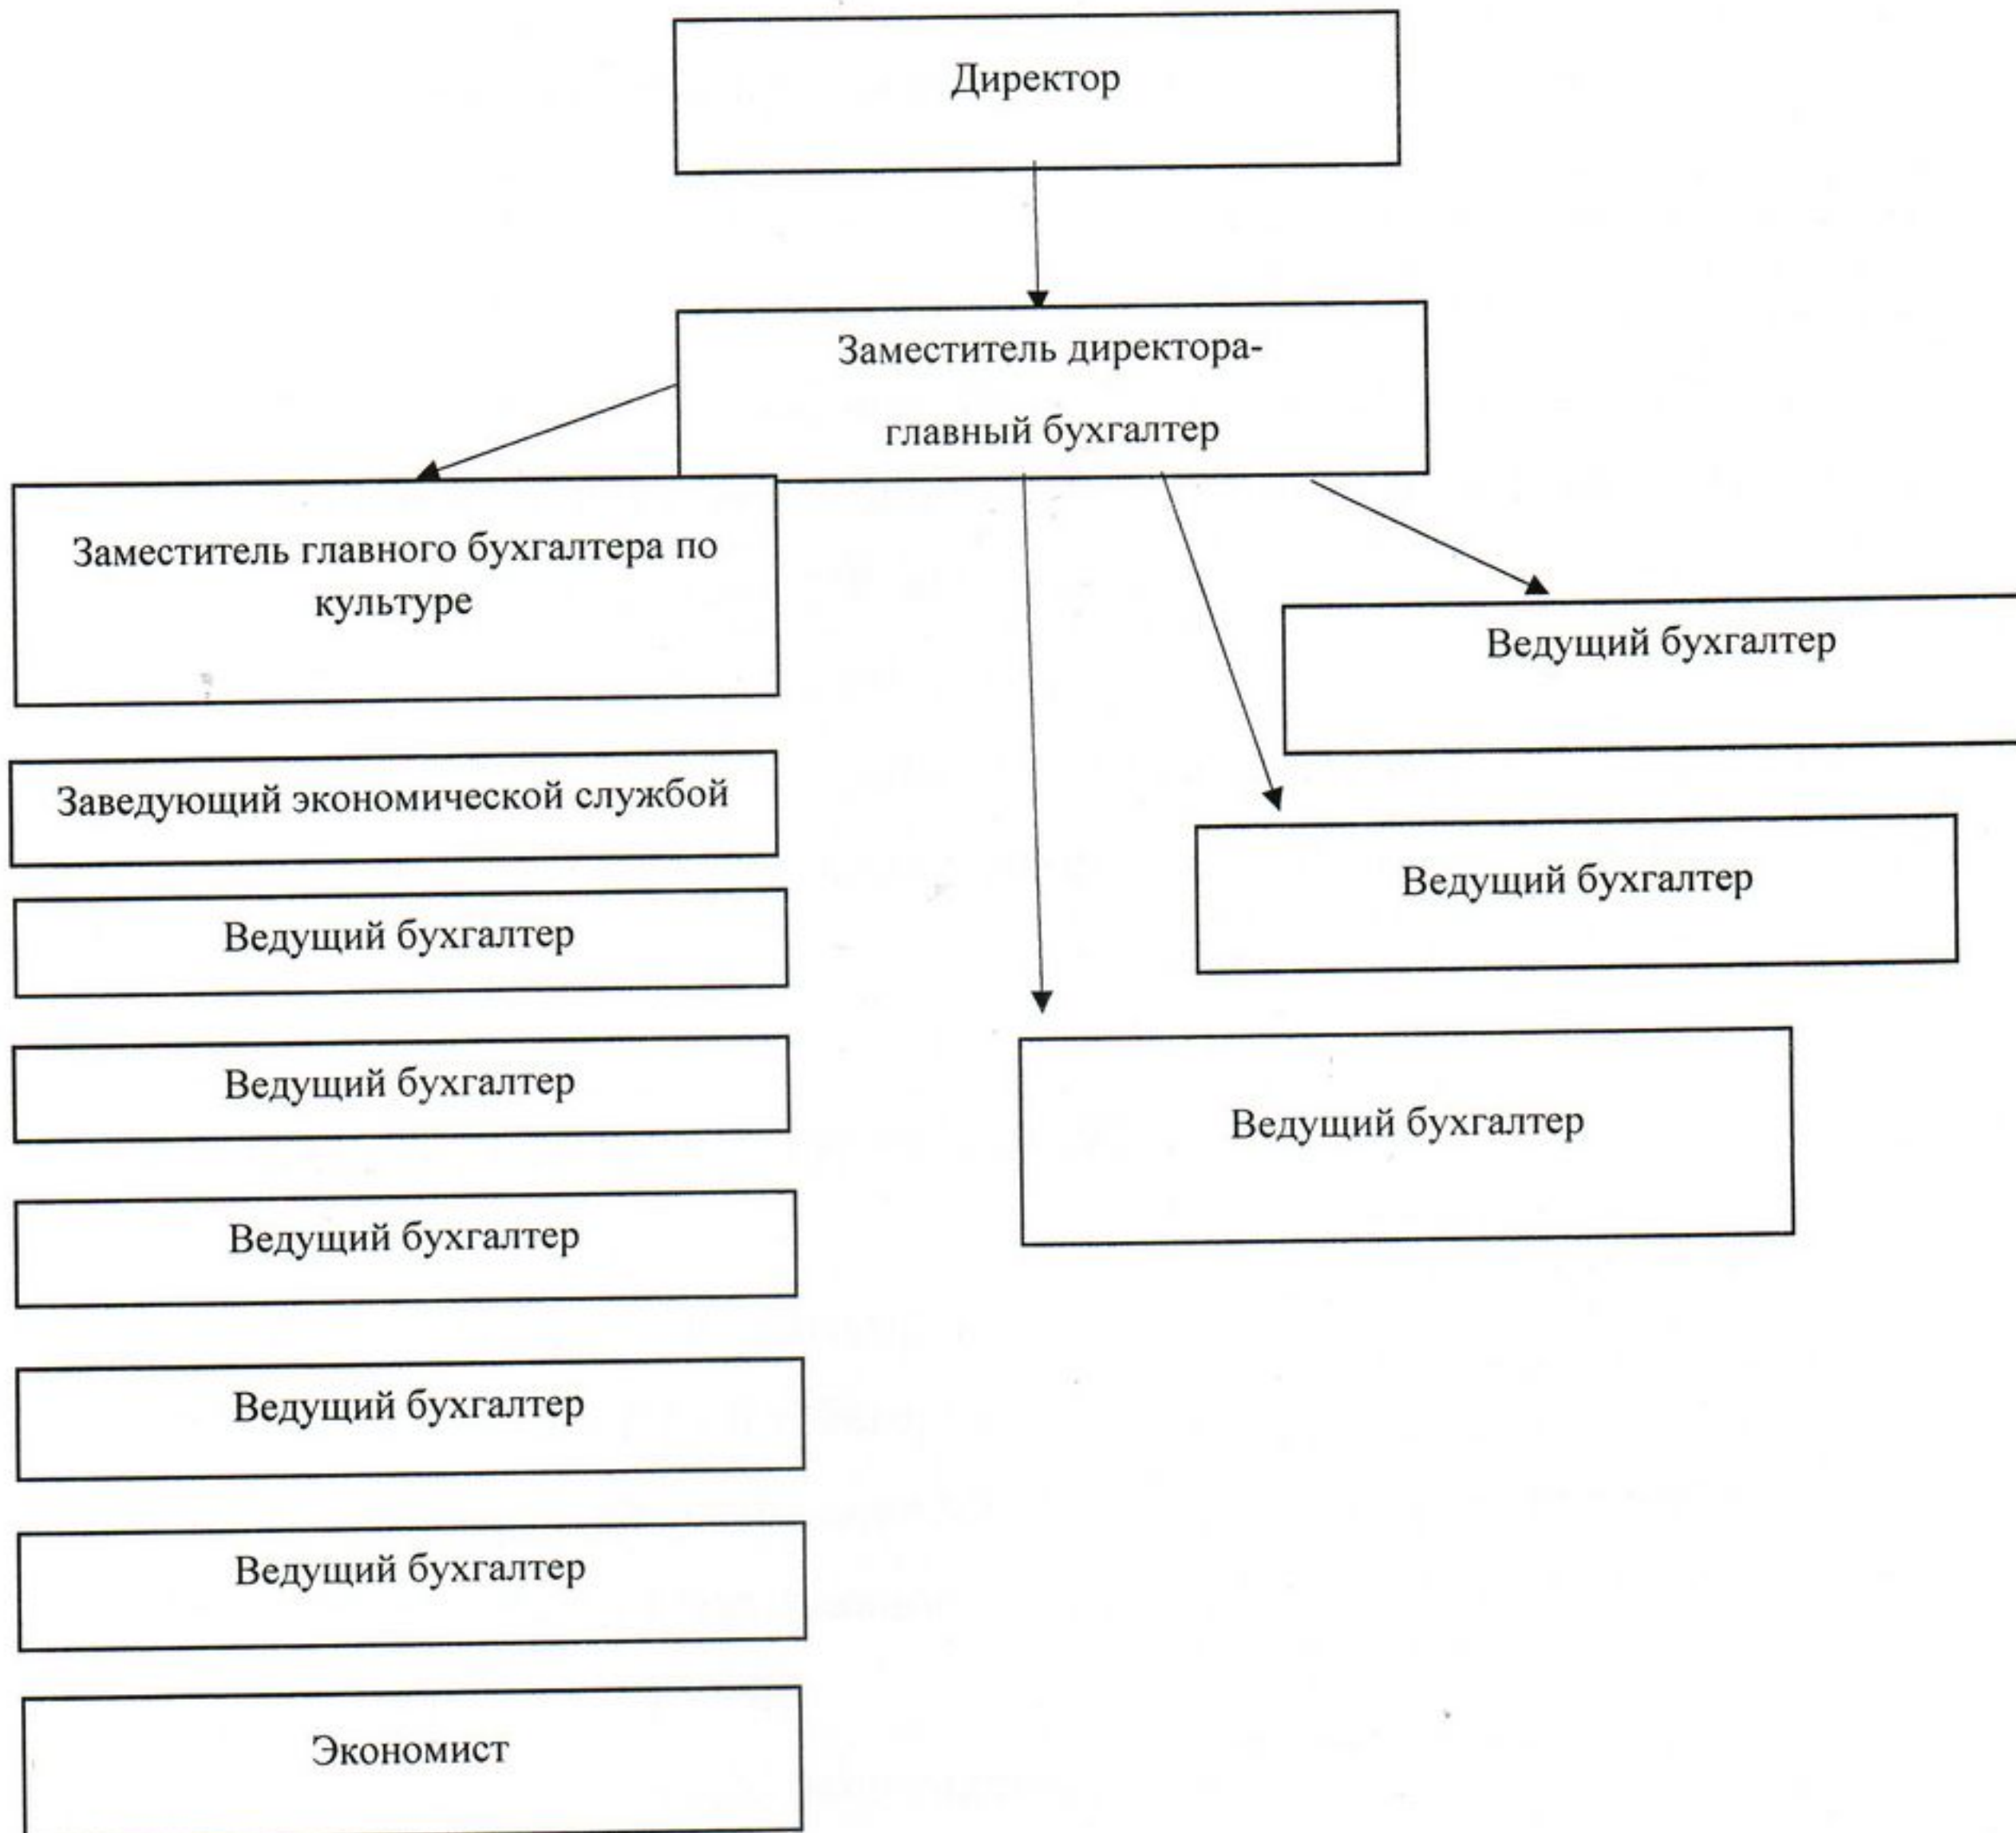 Директор
Заместитель директора-
главный бухгалтер
Заместитель главного бухгалтера по
культуре
Заведующий экономической службой
Ведущий бухгалтер
Ведущий бухгалтер
Ведущий бухгалтер
Ведущий бухгалтер
Ведущий бухгалтер
Экономист
Ведущий бухгалтер
Ведущий бухгалтер
Ведущий бухгалтер